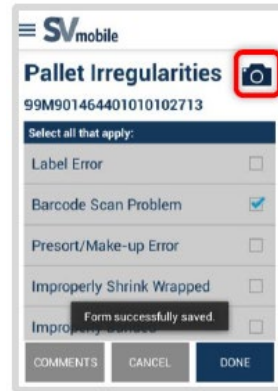 SVmobile
Pallet Irregularities
99M901464401010102713
Select all that apply:
Label Error
Barcode Scan Problem
Presort/Make-up Error
Improperly Shrink Wrapped
Form successfully saved.
COMMENTS CANCEL DONE